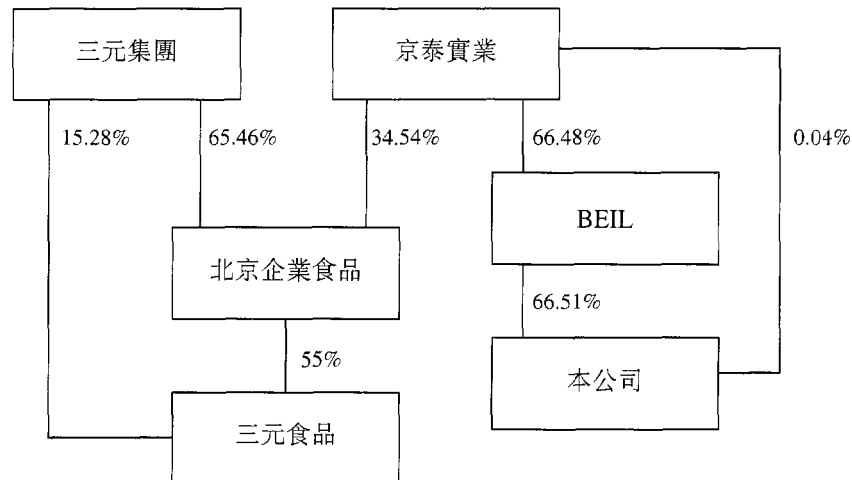 三元集團
京泰實業
15.28%
65.46%
34.54%
66.48%
0.04%
BEIL
北京企業食品
66.51%
55%
本公司
三元食品